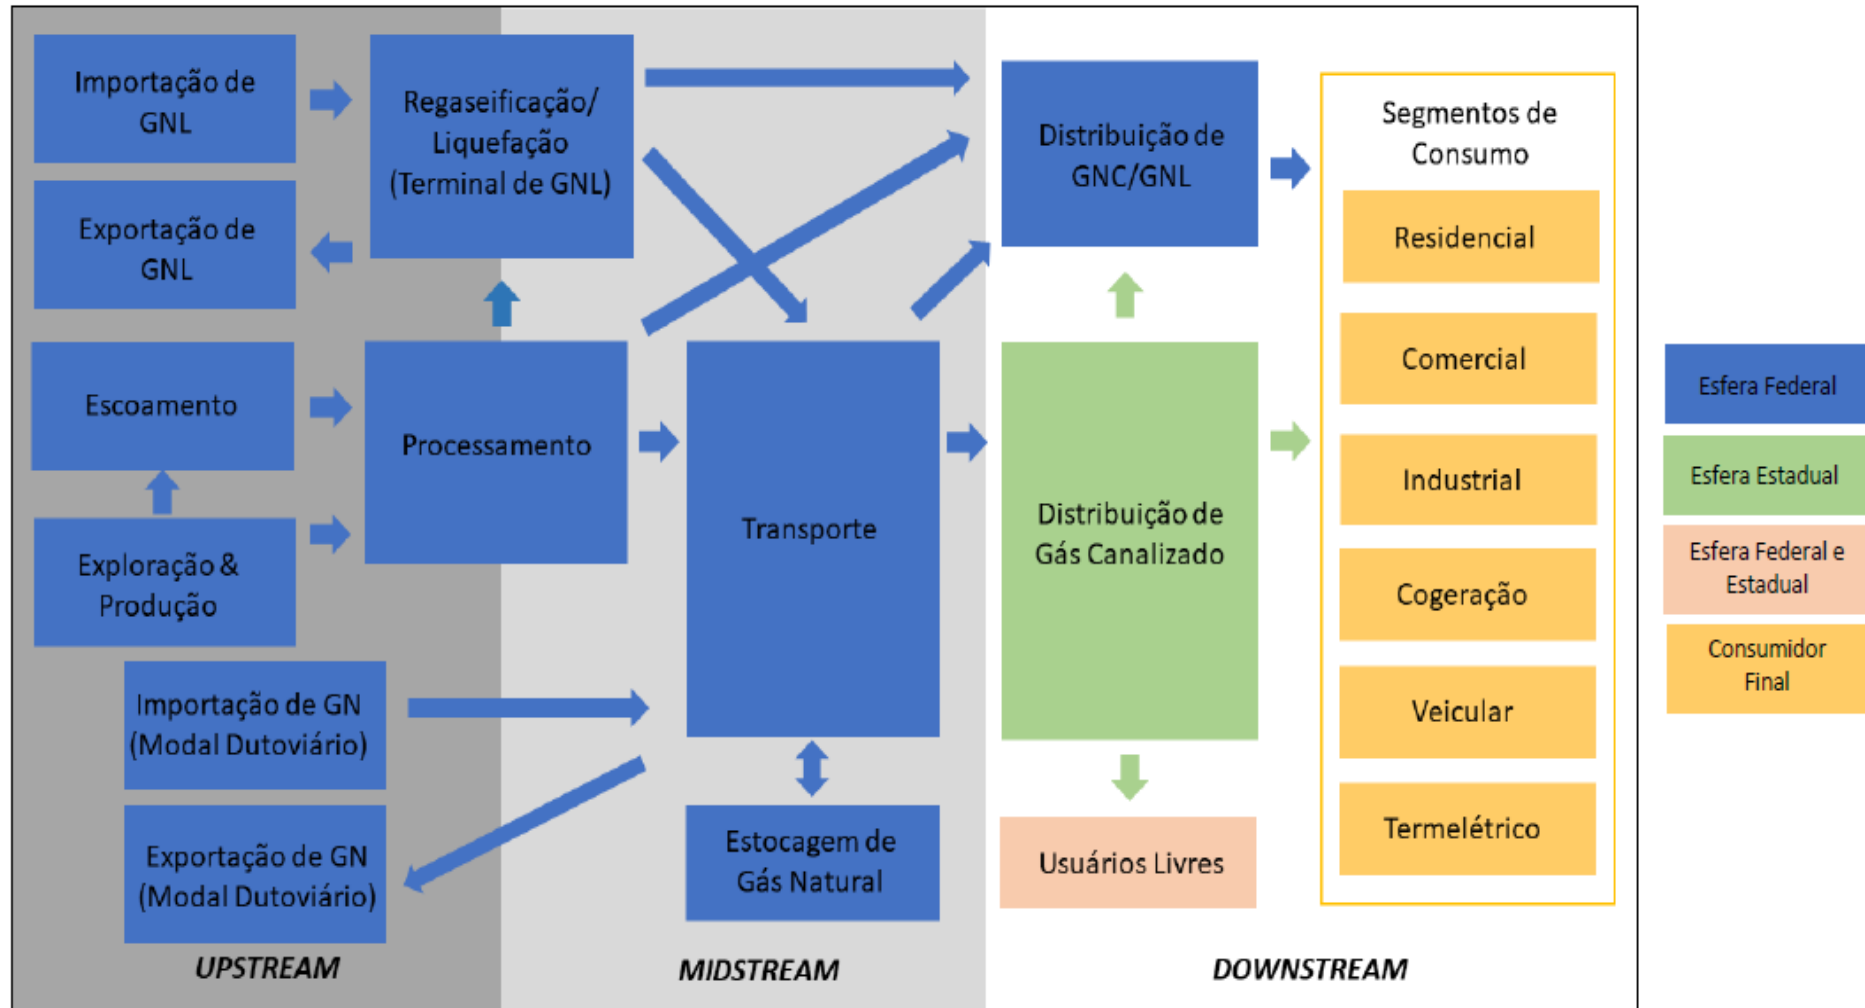 Importação de
GNL
Exportação de
GNL
Regaseificação/
Liquefação
(Terminal de GNL)
Escoamento
Exploração &
Produção
Processamento
Importação de GN
(Modal Dutoviário)
Exportação de GN
(Modal Dutoviário)
Transporte
Estocagem de
Gás Natural
Distribuição de
GNC/GNL
Distribuição de
Gás Canalizado
Usuários Livres
Segmentos de
Consumo
Residencial
Comercial
Industrial
Cogeração
Veicular
Termelétrico
UPSTREAM
MIDSTREAM
DOWNSTREAM
Esfera Federal
Esfera Estadual
Esfera Federal e
Estadual
Consumidor
Final